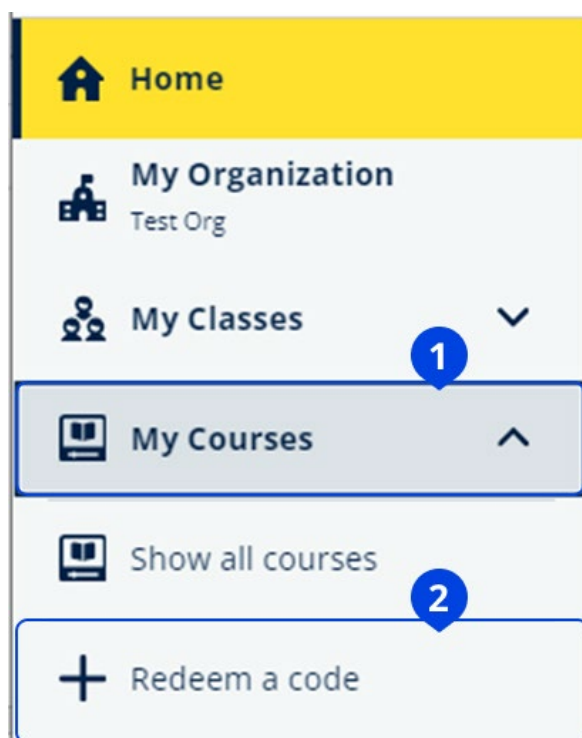 Home
My Organization
Test Org
My Classes
1
My Courses
Show all courses
2
Redeem a code